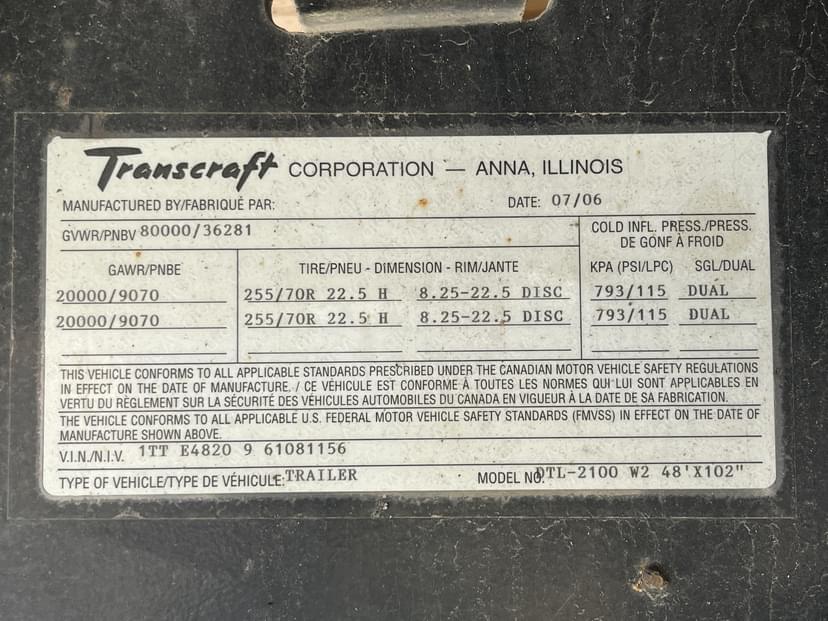 Transcraft CORPORATION — ANNA, ILLINOIS
MANUFACTURED BY/FABRIQUÉ PAR: DATE: 07/06
GVWR/PNBV 80000/36281
COLD INFL. PRESS./PRESS. DE GONF À FROID
GAWR/PNBE TIRE/PNEU - DIMENSION - RIM/JANTE KPA (PSI/LPC) SGL/DUAL
20000/9070 255/70R 22.5 H 8.25-22.5 DISC 793/115 DUAL
20000/9070 255/70R 22.5 H 8.25-22.5 DISC 793/115 DUAL
THIS VEHICLE CONFORMS TO ALL APPLICABLE STANDARDS PRESCRIBED UNDER THE CANADIAN MOTOR VEHICLE SAFETY REGULATIONS
IN EFFECT ON THE DATE OF MANUFACTURE. / CE VÉHICULE EST CONFORME À TOUTES LES NORMES QUI LUI SONT APPLICABLES EN
VERTU DU RÈGLEMENT SUR LA SÉCURITÉ DES VÉHICULES AUTOMOBILES DU CANADA EN VIGUEUR À LA DATE DE SA FABRICATION.
THE VEHICLE CONFORMS TO ALL APPLICABLE U.S. FEDERAL MOTOR VEHICLE SAFETY STANDARDS (FMVSS) IN EFFECT ON THE DATE OF
MANUFACTURE SHOWN ABOVE.
V.I.N./N.I.V. 1TT E4820 9 61081156
TYPE OF VEHICLE/TYPE DE VÉHICULE: TRAILER MODEL NO. DTL-2100 W2 48'X102"